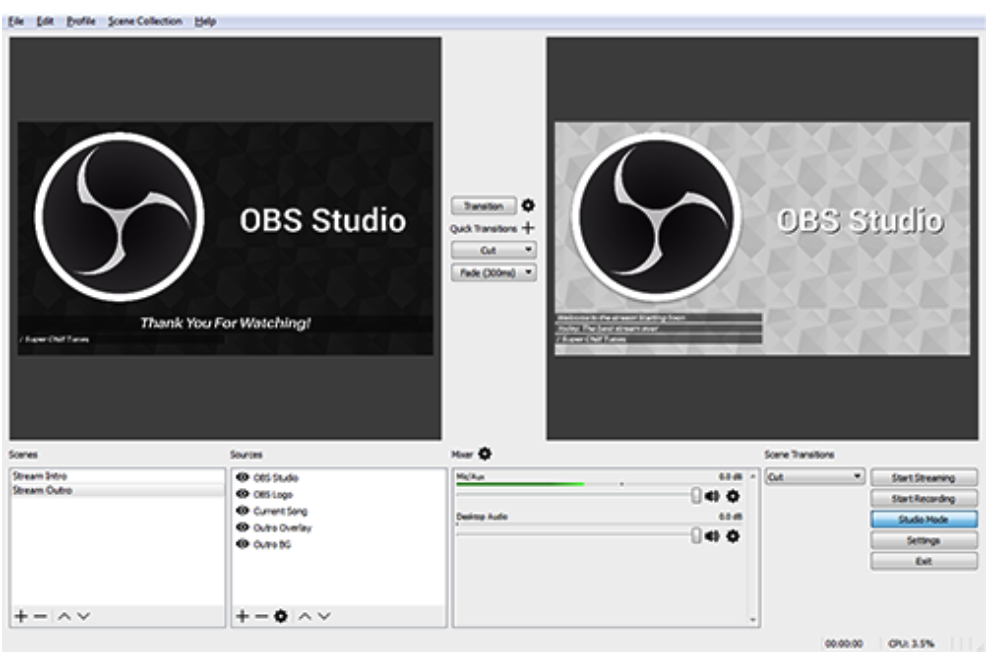 File Edit Profile Scene Collection Help
OBS Studio
Thank You For Watching!
/ Super Chill Tunes
Transition
Quick Transitions
Cut
Fade (300ms)
OBS Studio
Welcome to the stream! Starting Soon
Today: The best stream ever
/ Super Chill Tunes
Scenes
Stream Intro
Stream Outro
Sources
OBS Studio
OBS Logo
Current Song
Outro Overlay
Outro BG
Mixer
Mic/Aux 0.0 dB
Desktop Audio 0.0 dB
Scene Transitions
Cut
Start Streaming
Start Recording
Studio Mode
Settings
Exit
00:00:00 CPU: 3.5%